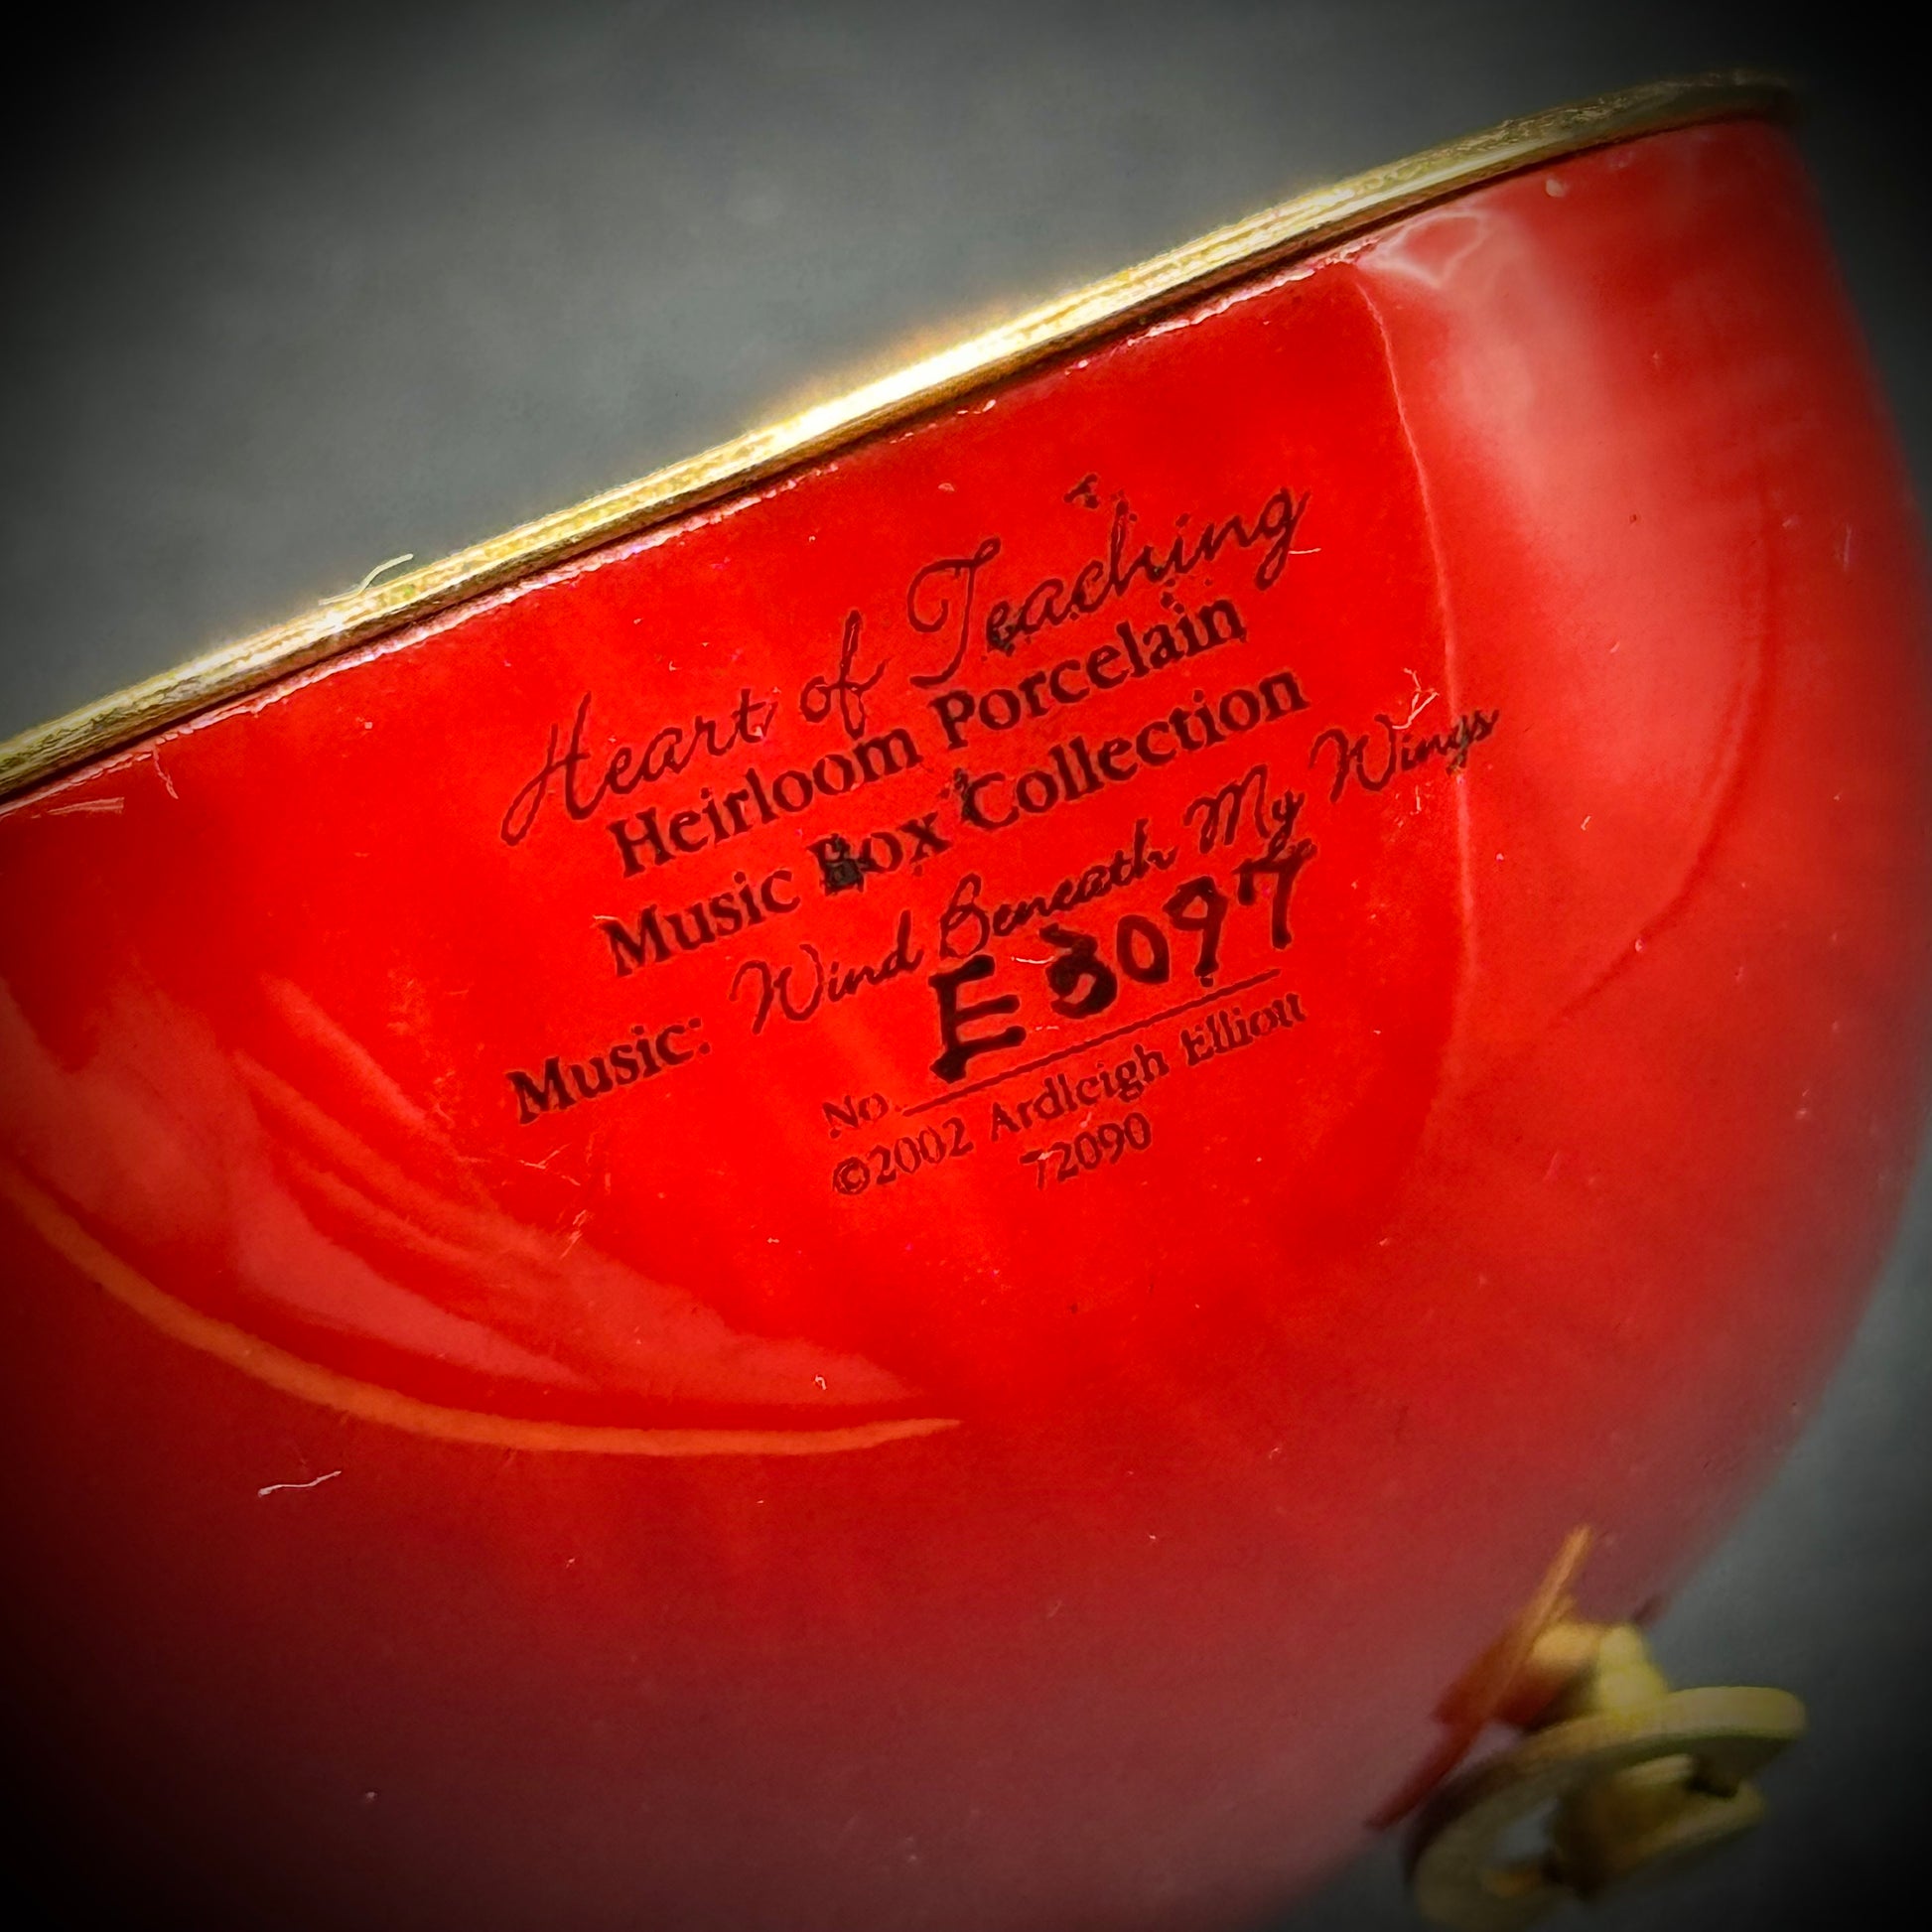 Heart of Teaching
Heirloom Porcelain
Music Box Collection
Music: Wind Beneath My Wings
No. E3097
©2002 Ardleigh Elliott
72090